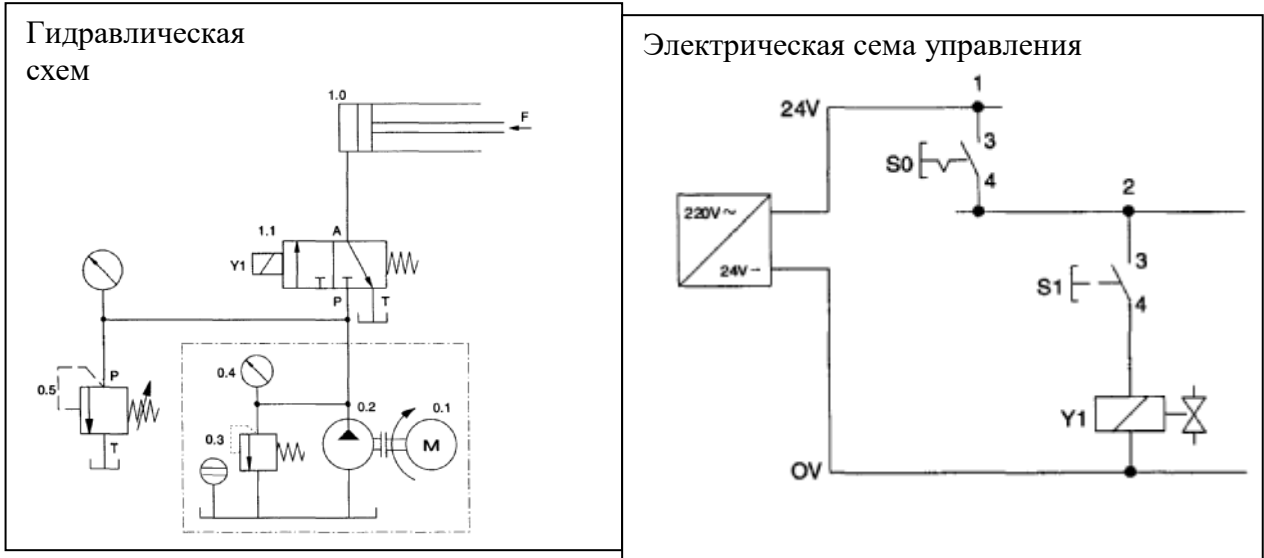 Гидравлическая
схем
1.0
F
1.1
A
Y1
P
T
P
0.5
T
0.4
0.2
0.1
0.3
M
Электрическая сема управления
1
24V
3
S0
4
2
220V~
24V-
3
S1
4
Y1
OV